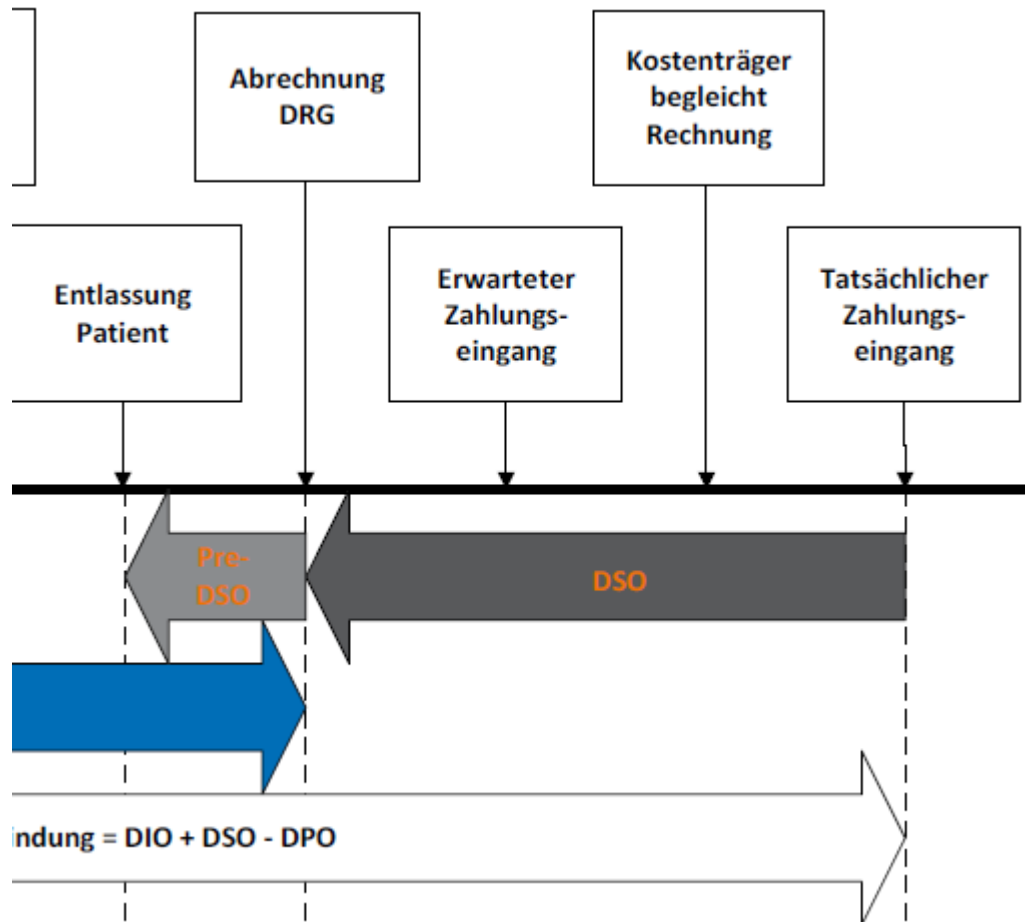 Abrechnung
DRG
Kostenträger
begleicht
Rechnung
Entlassung
Patient
Erwarteter
Zahlungs-
eingang
Tatsächlicher
Zahlungs-
eingang
Pre-
DSO
DSO
indung = DIO + DSO - DPO